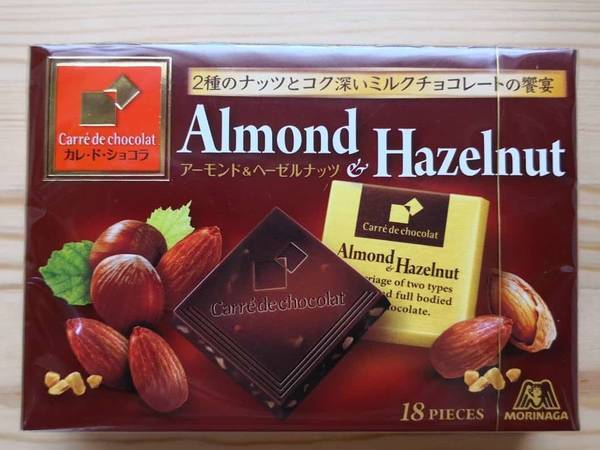 2種のナッツとコク深いミルクチョコレートの饗宴
Carré de chocolat
カレ・ド・ショコラ
Almond
& Hazelnut
アーモンド&ヘーゼルナッツ
Carré de chocolat
Carré de chocolat
Almond
& Hazelnut
riage of two types
d full bodied
ocolate.
18 PIECES
MORINAGA